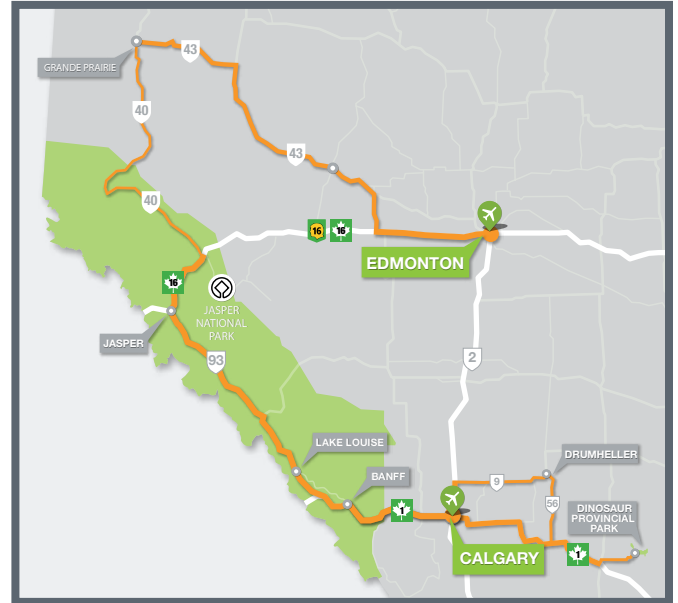 43
GRANDE PRAIRIE
40
43
40
16
16
EDMONTON
16
JASPER
NATIONAL
PARK
JASPER
93
2
LAKE LOUISE
DRUMHELLER
BANFF
9
56
DINOSAUR
PROVINCIAL
PARK
1
CALGARY
1